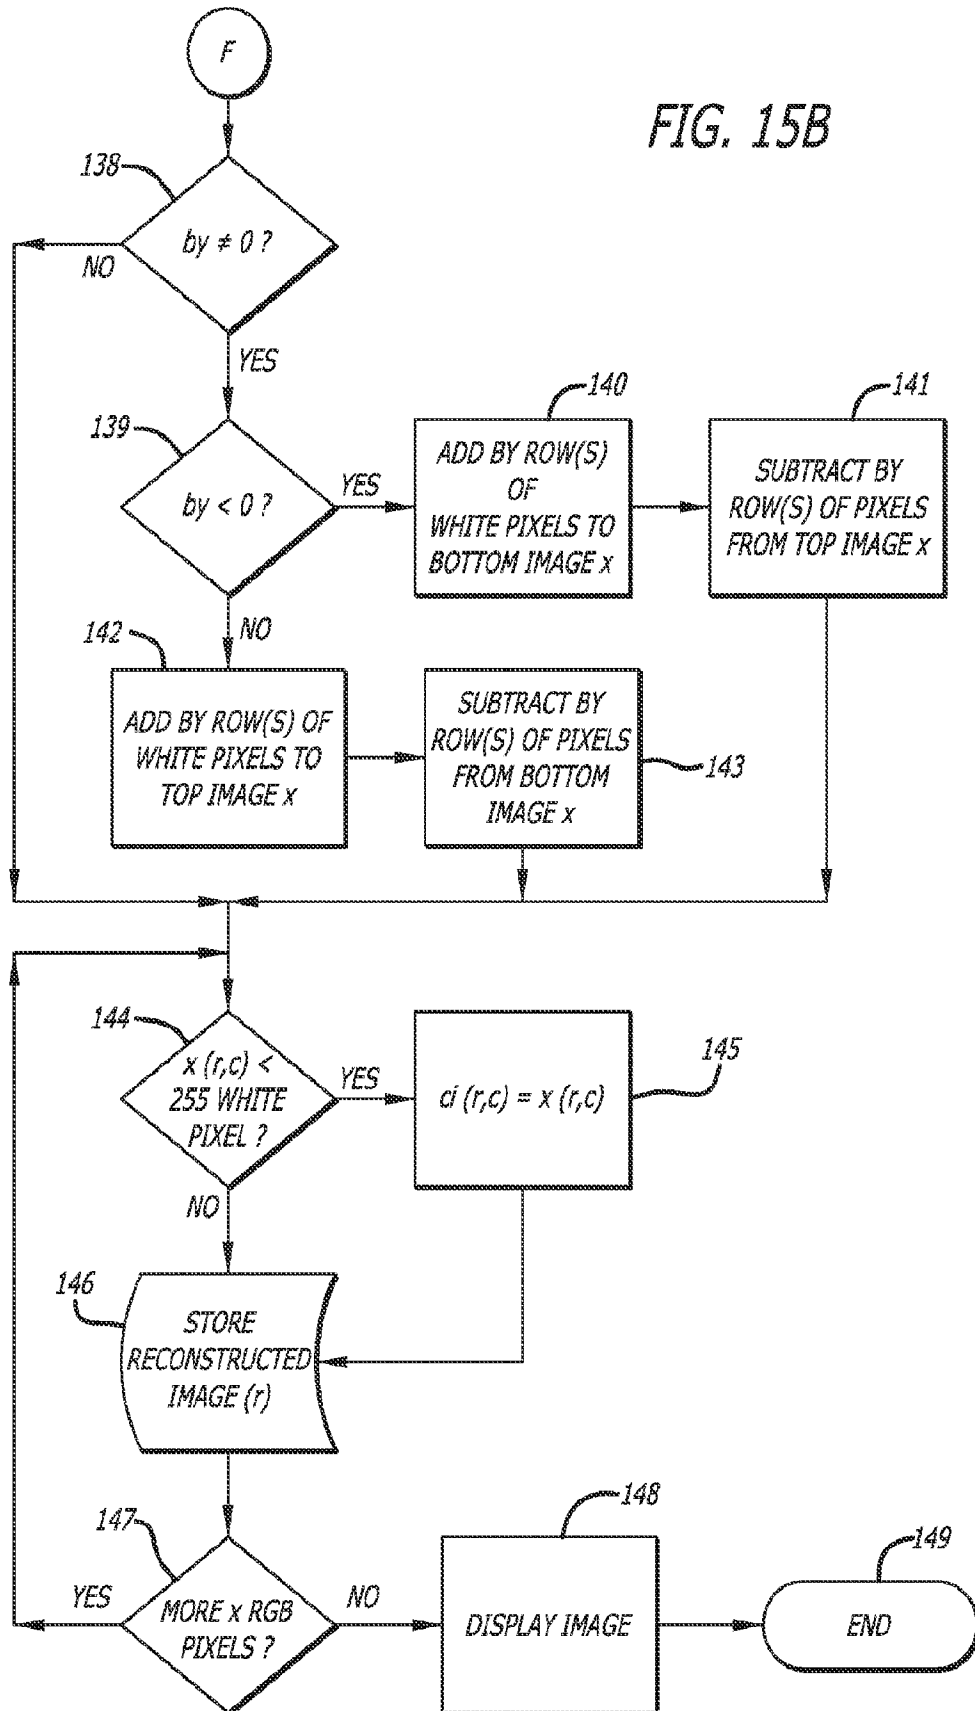 F
FIG. 15B
138
by ≠ 0 ?
NO
YES
139
by < 0 ?
YES
140
ADD BY ROW(S)
OF
WHITE PIXELS TO
BOTTOM IMAGE x
141
SUBTRACT BY
ROW(S) OF PIXELS
FROM TOP IMAGE x
NO
142
ADD BY ROW(S) OF
WHITE PIXELS TO
TOP IMAGE x
SUBTRACT BY
ROW(S) OF PIXELS
FROM BOTTOM
IMAGE x
143
144
x (r,c) <
255 WHITE
PIXEL ?
YES
ci (r,c) = x (r,c)
145
NO
146
STORE
RECONSTRUCTED
IMAGE (r)
147
YES
MORE x RGB
PIXELS ?
NO
148
DISPLAY IMAGE
149
END